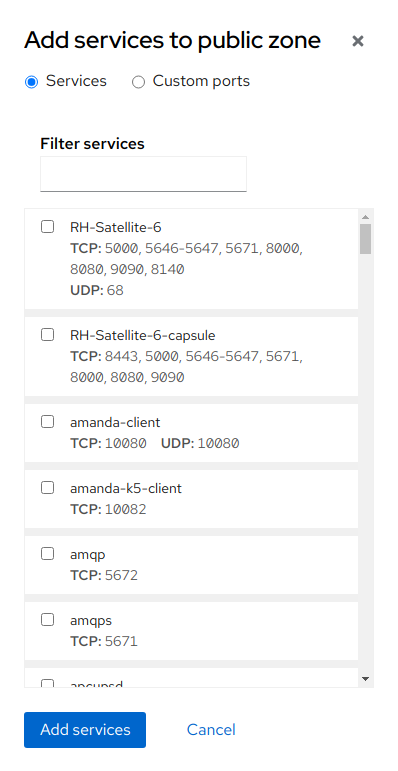 Add services to public zone
Services Custom ports
Filter services
RH-Satellite-6
TCP: 5000, 5646-5647, 5671, 8000,
8080, 9090, 8140
UDP: 68
RH-Satellite-6-capsule
TCP: 8443, 5000, 5646-5647, 5671,
8000, 8080, 9090
amanda-client
TCP: 10080 UDP: 10080
amanda-k5-client
TCP: 10082
amqp
TCP: 5672
amqps
TCP: 5671
apcupsd
Add services Cancel